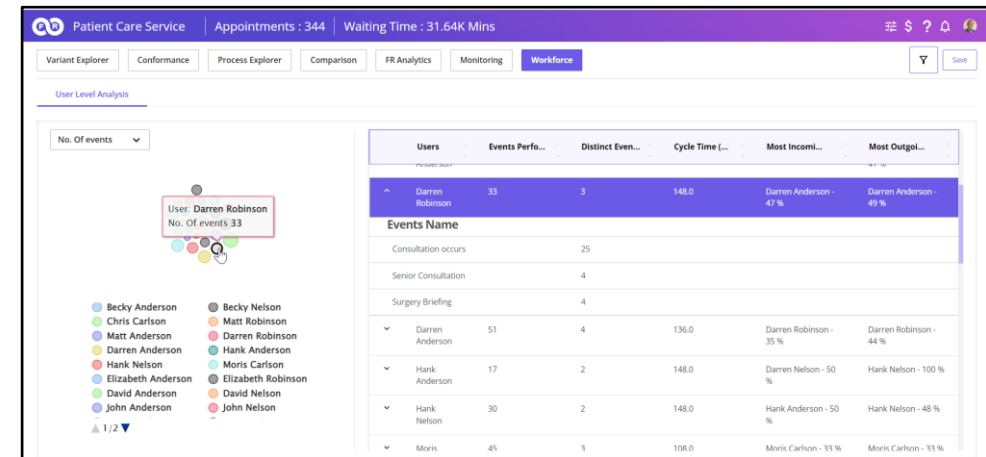 Patient Care Service | Appointments : 344 | Waiting Time : 31.64K Mins
$ ?
Variant Explorer Conformance Process Explorer Comparison FR Analytics Monitoring Workforce Save
User Level Analysis
No. Of events
User: Darren Robinson
No. Of events 33
Becky Anderson Becky Nelson
Chris Carlson Matt Robinson
Matt Anderson Darren Robinson
Darren Anderson Hank Anderson
Hank Nelson Moris Carlson
Elizabeth Anderson Elizabeth Robinson
David Anderson David Nelson
John Anderson John Nelson
1/2
Users Events Perfo... Distinct Even... Cycle Time (... Most Incomi... Most Outgoi...
Darren Robinson 33 3 148.0 Darren Anderson - 47 % Darren Anderson - 49 %
Events Name
Consultation occurs 25
Senior Consultation 4
Surgery Briefing 4
Darren Anderson 51 4 136.0 Darren Robinson - 35 % Darren Robinson - 44 %
Hank Anderson 17 2 148.0 Darren Nelson - 50 % Hank Nelson - 100 %
Hank Nelson 30 2 148.0 Hank Anderson - 50 % Hank Nelson - 48 %
Moris 45 3 108.0 Moris Carlson - 33 % Moris Carlson - 33 %